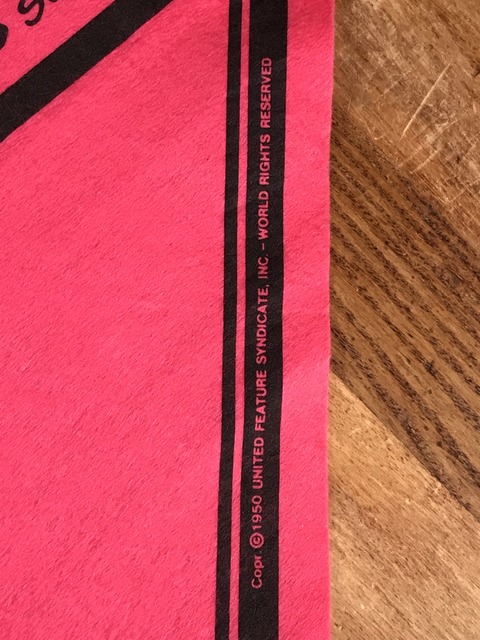 Copr. ©1950 UNITED FEATURE SYNDICATE, INC. – WORLD RIGHTS RESERVED